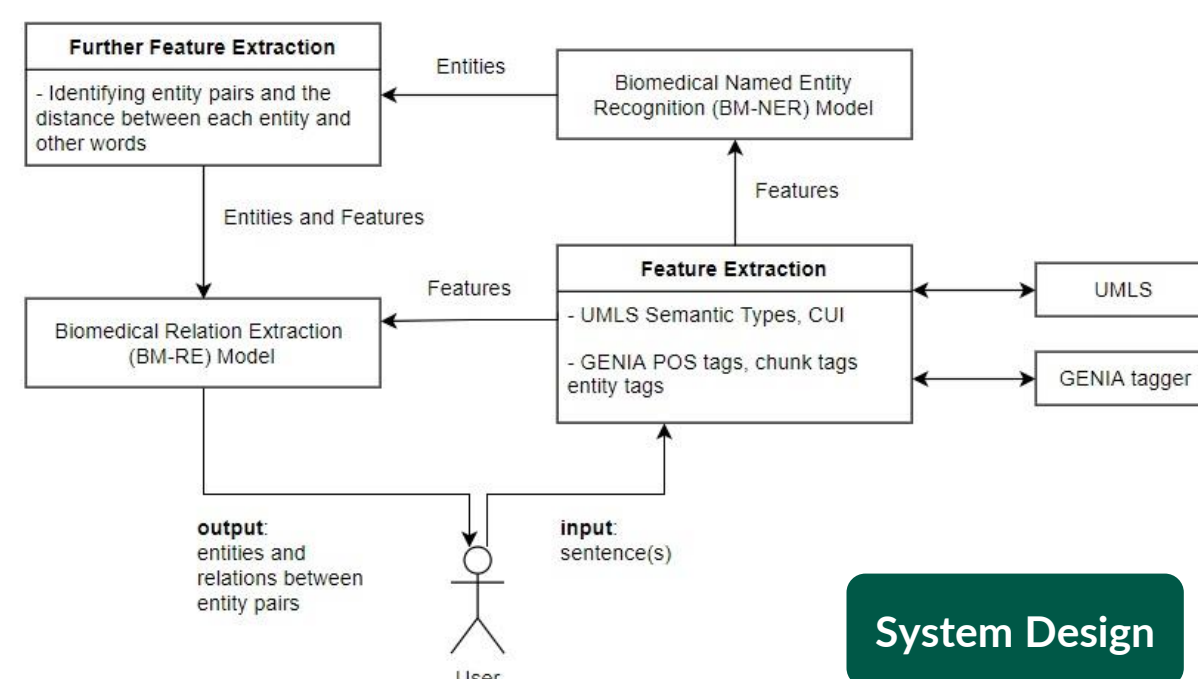 Further Feature Extraction
- Identifying entity pairs and the
distance between each entity and
other words
Entities
Biomedical Named Entity
Recognition (BM-NER) Model
Features
Entities and Features
Feature Extraction
- UMLS Semantic Types, CUI
- GENIA POS tags, chunk tags
entity tags
UMLS
GENIA tagger
Features
Biomedical Relation Extraction
(BM-RE) Model
output:
entities and
relations between
entity pairs
input:
sentence(s)
User
System Design